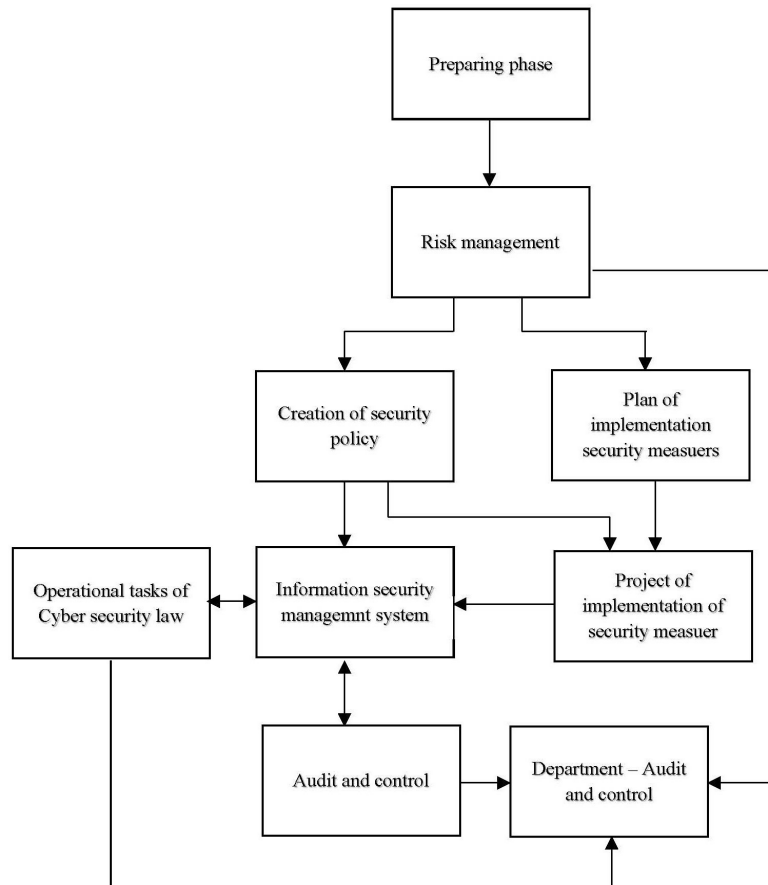 Preparing phase
Risk management
Creation of security
policy
Plan of
implementation
security measuers
Operational tasks of
Cyber security law
Information security
managemnt system
Project of
implementation of
security measuer
Audit and control
Department – Audit
and control